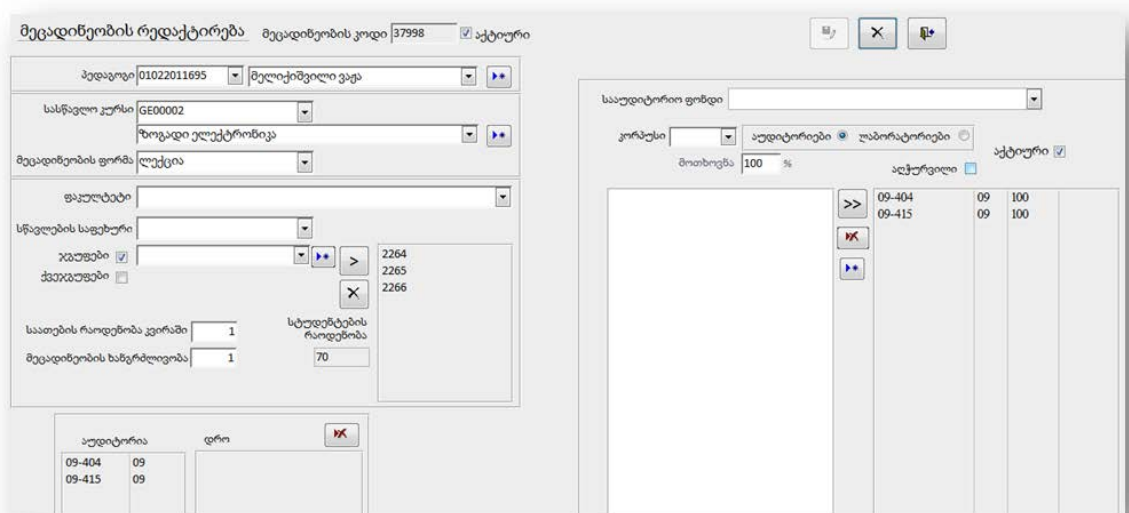 მეცადინეობის რედაქტირება მეცადინეობის კოდი 37998 აქტიური
პედაგოგი 01022011695 მელიქიშვილი ვაჟა
სასწავლო კურსი GE00002
ზოგადი ელექტრონიკა
მეცადინეობის ფორმა ლექცია
ფაკულტეტი
სწავლების საფეხური
ჯგუფები >
ქვეჯგუფები
2264
2265
2266
საათების რაოდენობა კვირაში 1
მეცადინეობის ხანგრძლივობა 1
სტუდენტების
რაოდენობა
70
აუდიტორია დრო
09-404 09
09-415 09
სააუდიტორიო ფონდი
კორპუსი აუდიტორიები ლაბორატორიები
აქტიური
მოთხოვნა 100 %
აღჭურვილი
>>
09-404 09 100
09-415 09 100